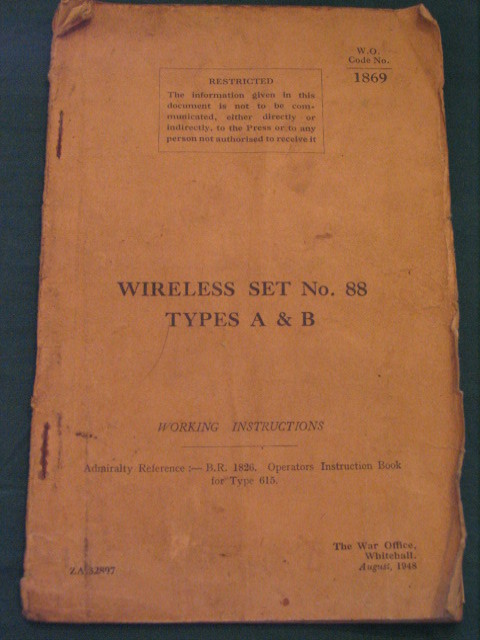 W.O.
Code No.
1869
RESTRICTED
The information given in this
document is not to be com-
municated, either directly or
indirectly, to the Press or to any
person not authorised to receive it
WIRELESS SET No. 88
TYPES A & B
WORKING INSTRUCTIONS
Admiralty Reference :— B.R. 1826. Operators Instruction Book
for Type 615.
The War Office,
Whitehall.
August, 1948